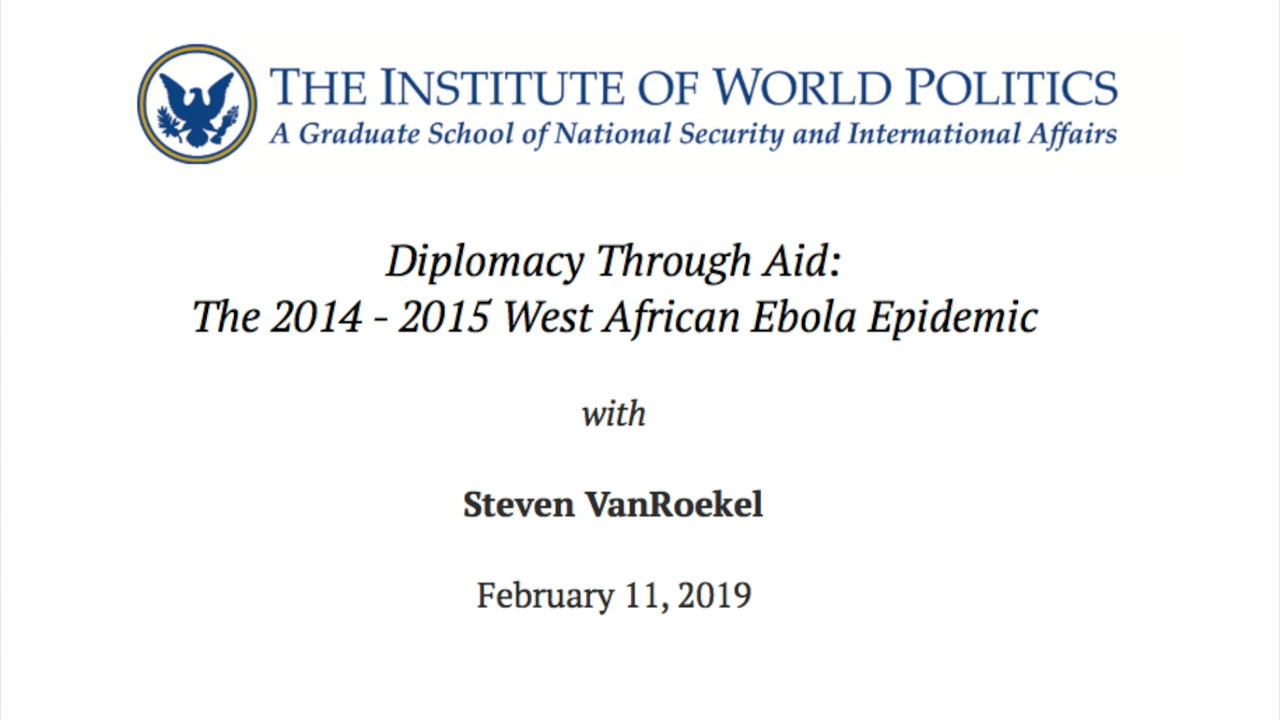 THE INSTITUTE OF WORLD POLITICS
A Graduate School of National Security and International Affairs
Diplomacy Through Aid:
The 2014 - 2015 West African Ebola Epidemic
with
Steven VanRoekel
February 11, 2019